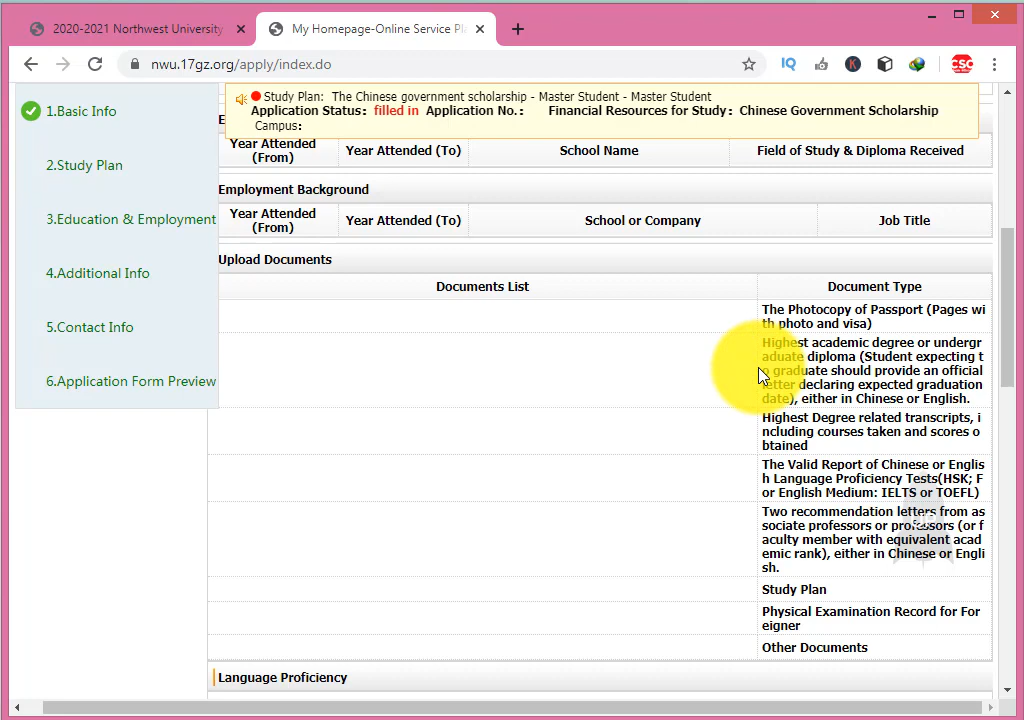 2020-2021 Northwest University
My Homepage-Online Service Pla
nwu.17gz.org/apply/index.do
IQ
K
CSC
1.Basic Info
2.Study Plan
3.Education & Employment
4.Additional Info
5.Contact Info
6.Application Form Preview
Study Plan: The Chinese government scholarship - Master Student - Master Student
Application Status: filled in Application No.: Financial Resources for Study: Chinese Government Scholarship
Campus:
Year Attended (From)
Year Attended (To)
School Name
Field of Study & Diploma Received
Employment Background
Year Attended (From)
Year Attended (To)
School or Company
Job Title
Upload Documents
Documents List
Document Type
The Photocopy of Passport (Pages wi
th photo and visa)
Highest academic degree or undergr
aduate diploma (Student expecting t
o graduate should provide an official
letter declaring expected graduation
date), either in Chinese or English.
Highest Degree related transcripts, i
ncluding courses taken and scores o
btained
The Valid Report of Chinese or Englis
h Language Proficiency Tests(HSK; F
or English Medium: IELTS or TOEFL)
Two recommendation letters from as
sociate professors or professors (or f
aculty member with equivalent acad
emic rank), either in Chinese or Engli
sh.
Study Plan
Physical Examination Record for For
eigner
Other Documents
Language Proficiency